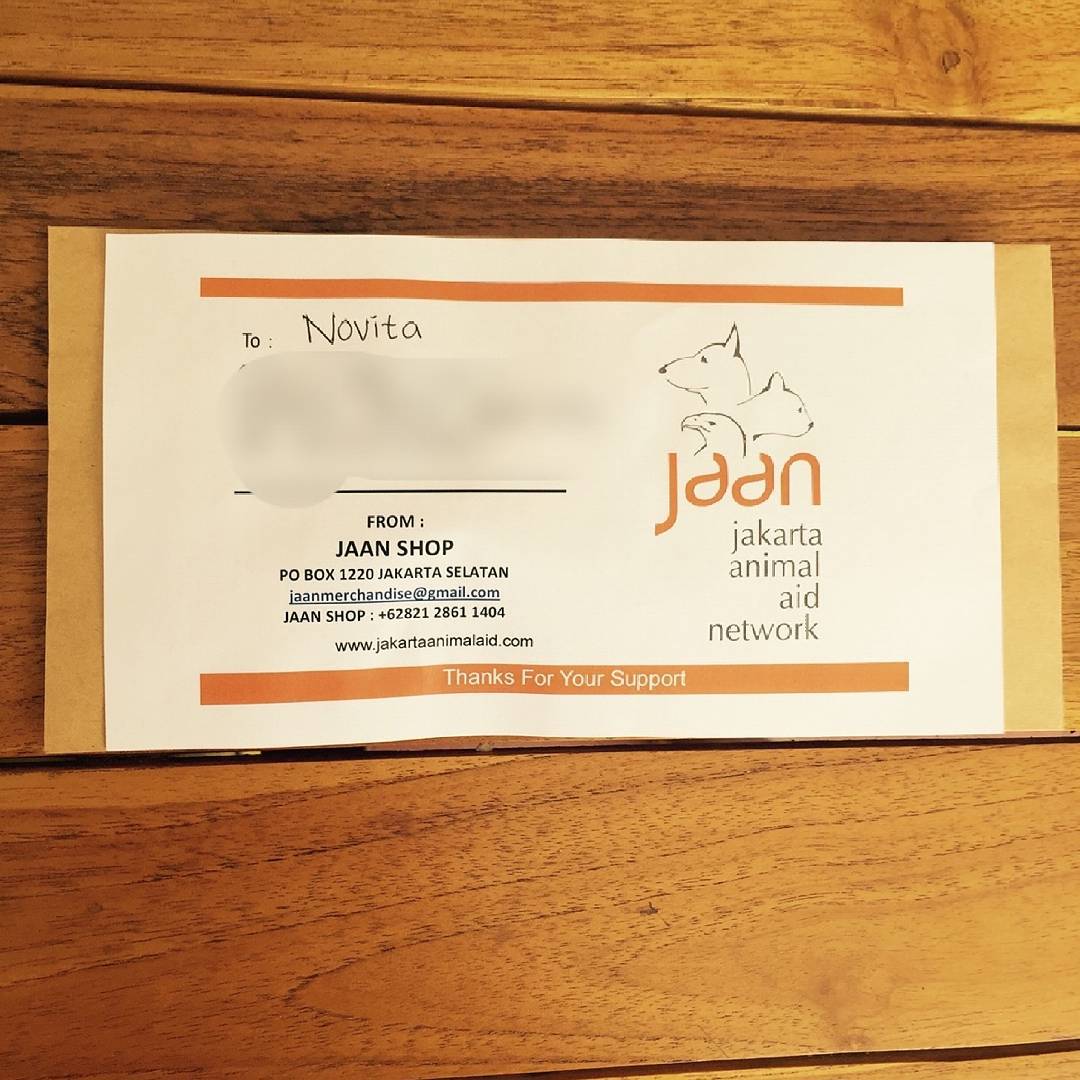 To : Novita
FROM :
JAAN SHOP
PO BOX 1220 JAKARTA SELATAN
jaanmerchandise@gmail.com
JAAN SHOP : +62821 2861 1404
www.jakartaanimalaid.com
jaan
jakarta
animal
aid
network
Thanks For Your Support